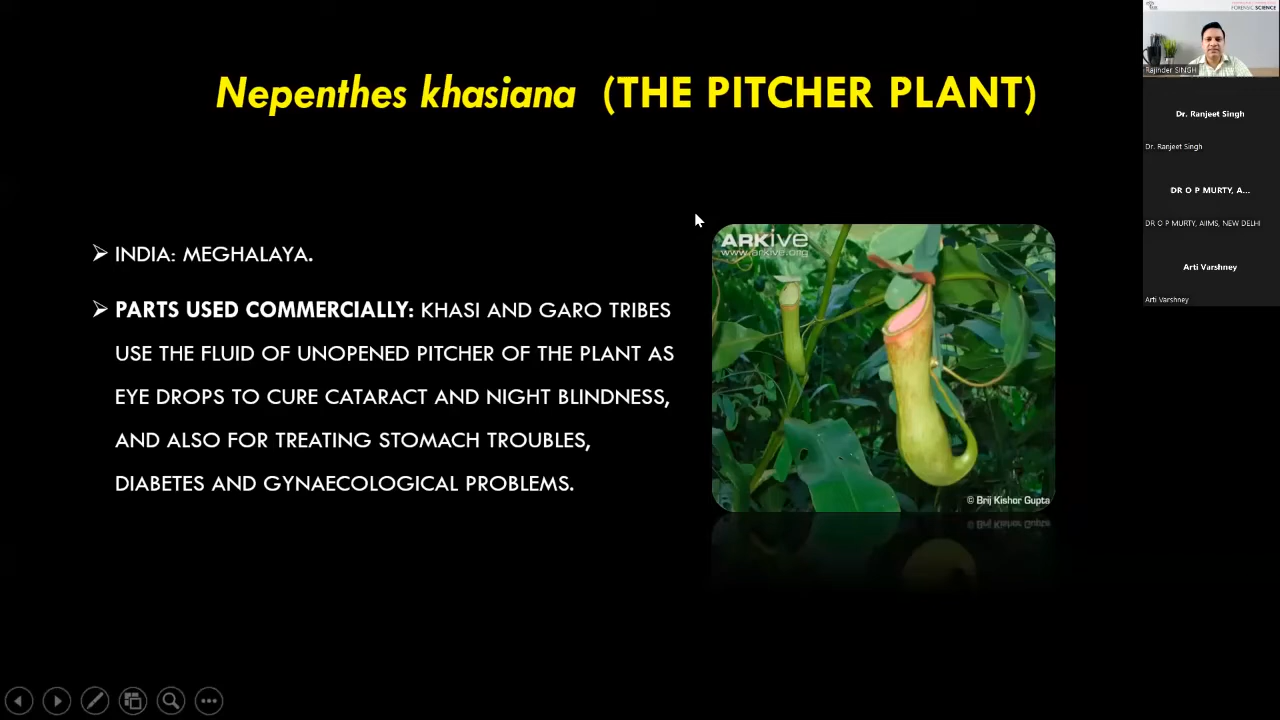 FORENSIC SCIENCE
Rajinder SINGH
Dr. Ranjeet Singh
Dr. Ranjeet Singh
DR O P MURTY, A...
DR O P MURTY, AIIMS, NEW DELHI
Arti Varshney
Arti Varshney
Nepenthes khasiana (THE PITCHER PLANT)
INDIA: MEGHALAYA.
PARTS USED COMMERCIALLY: KHASI AND GARO TRIBES
USE THE FLUID OF UNOPENED PITCHER OF THE PLANT AS
EYE DROPS TO CURE CATARACT AND NIGHT BLINDNESS,
AND ALSO FOR TREATING STOMACH TROUBLES,
DIABETES AND GYNAECOLOGICAL PROBLEMS.
ARKive
www.arkive.org
© Brij Kishor Gupta